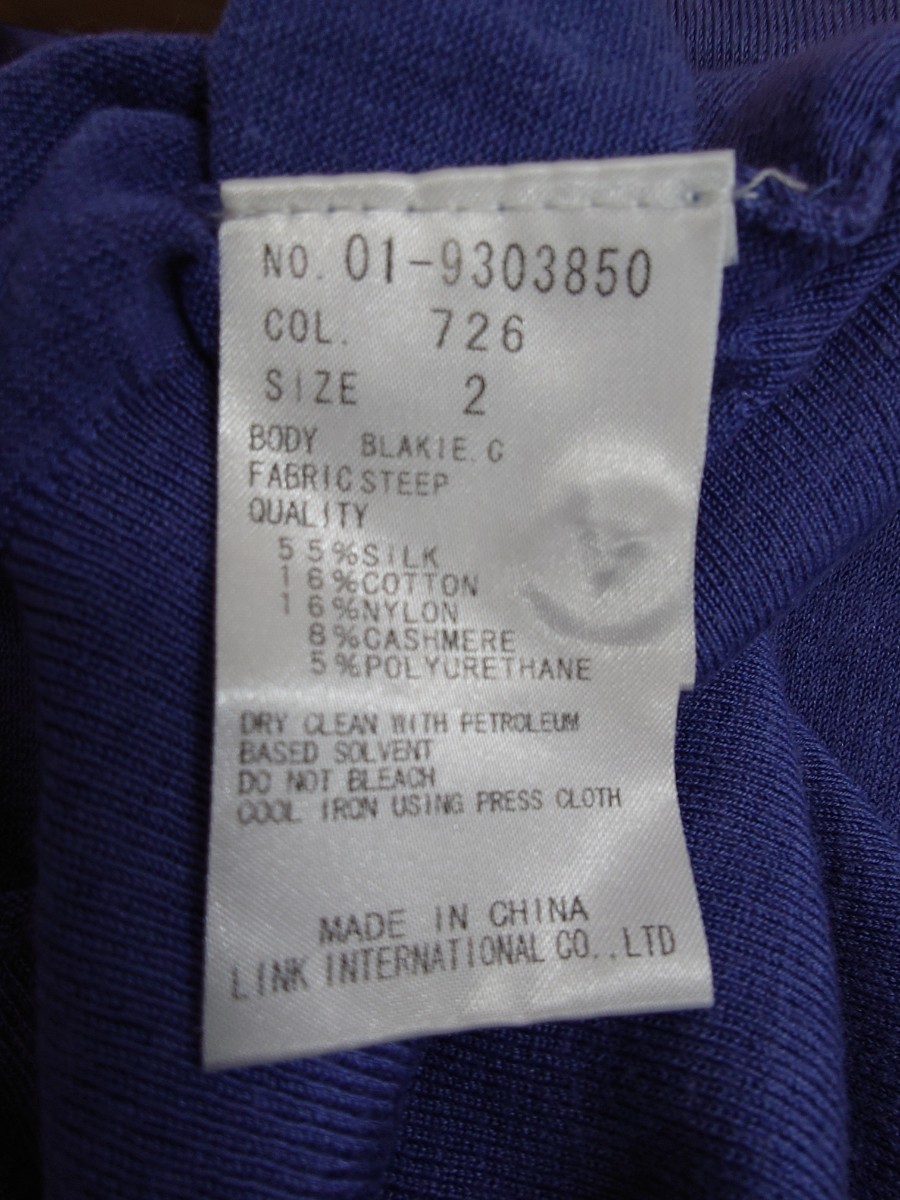 NO. 01-9303850
COL. 726
SIZE 2
BODY BLAKIE.G
FABRIC STEEP
QUALITY
55%SILK
16%COTTON
16%NYLON
8%CASHMERE
5%POLYURETHANE
DRY CLEAN WITH PETROLEUM
BASED SOLVENT
DO NOT BLEACH
COOL IRON USING PRESS CLOTH
MADE IN CHINA
LINK INTERNATIONAL CO.,LTD